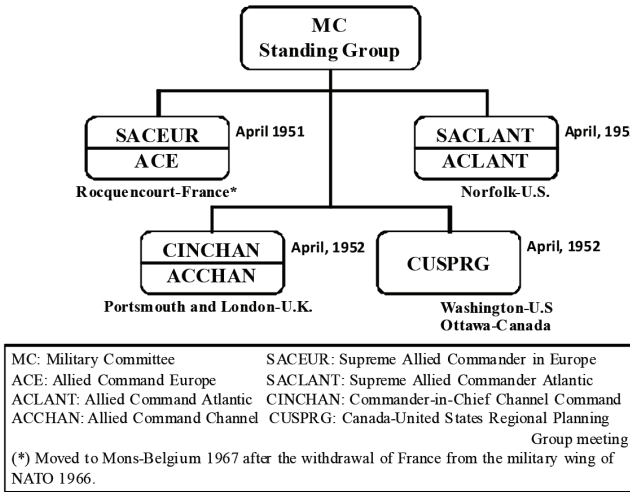 MC
Standing Group
SACEUR
ACE
April 1951
Rocquencourt-France*
SACLANT
ACLANT
April, 195
Norfolk-U.S.
CINCHAN
ACCHAN
April, 1952
Portsmouth and London-U.K.
CUSPRG
April, 1952
Washington-U.S
Ottawa-Canada
MC: Military Committee SACEUR: Supreme Allied Commander in Europe
ACE: Allied Command Europe SACLANT: Supreme Allied Commander Atlantic
ACLANT: Allied Command Atlantic CINCHAN: Commander-in-Chief Channel Command
ACCHAN: Allied Command Channel CUSPRG: Canada-United States Regional Planning
Group meeting
(*) Moved to Mons-Belgium 1967 after the withdrawal of France from the military wing of
NATO 1966.